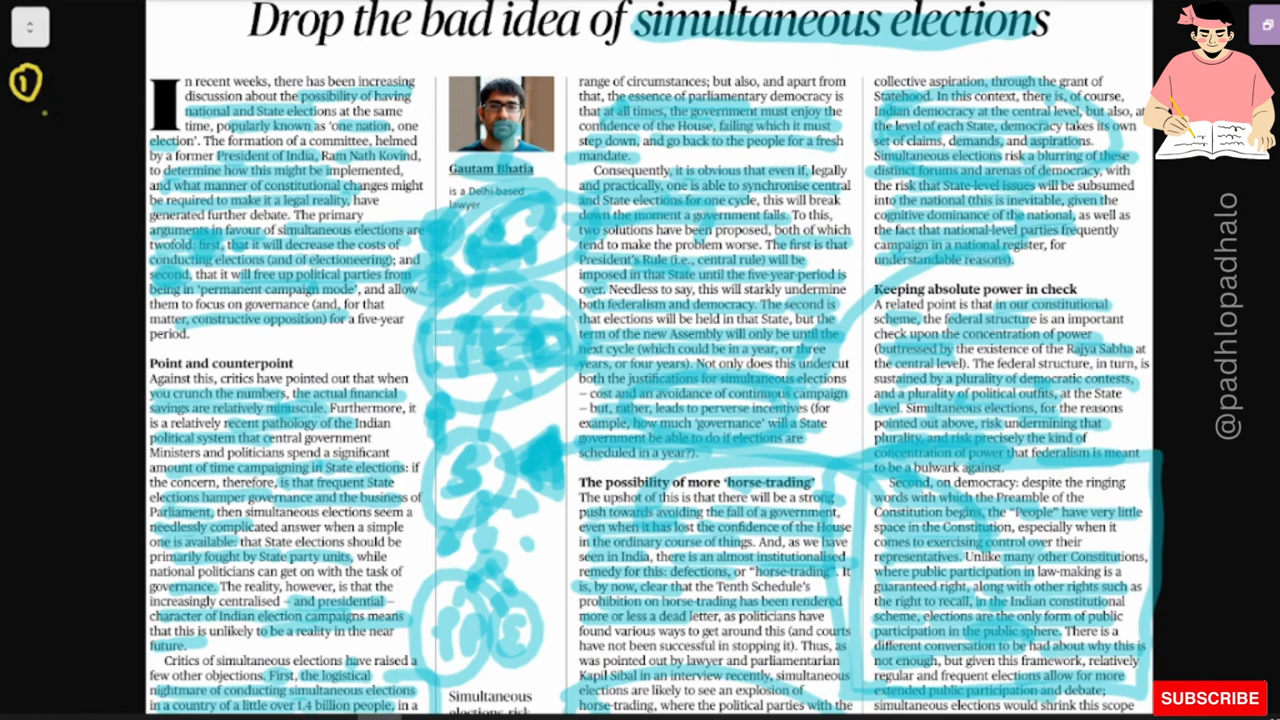 Drop the bad idea of simultaneous elections
In recent weeks, there has been increasing
discussion about the possibility of having
national and State elections at the same
time, popularly known as ‘one nation, one
election’. The formation of a committee, helmed
by a former President of India, Ram Nath Kovind,
to determine how this might be implemented,
and what manner of constitutional changes might
be required to make it a legal reality, have
generated further debate. The primary
arguments in favour of simultaneous elections are
twofold: first, that it will decrease the costs of
conducting elections (and of electioneering); and
second, that it will free up political parties from
being in ‘permanent campaign mode’, and allow
them to focus on governance (and, for that
matter, constructive opposition) for a five-year
period.
Point and counterpoint
Against this, critics have pointed out that when
you crunch the numbers, the actual financial
savings are relatively minuscule. Furthermore, it
is a relatively recent pathology of the Indian
political system that central government
Ministers and politicians spend a significant
amount of time campaigning in State elections: if
the concern, therefore, is that frequent State
elections hamper governance and the business of
Parliament, then simultaneous elections seem a
needlessly complicated answer when a simple
one is available: that State elections should be
primarily fought by State party units, while
national politicians can get on with the task of
governance. The reality, however, is that the
increasingly centralised – and presidential –
character of Indian election campaigns means
that this is unlikely to be a reality in the near
future.
Critics of simultaneous elections have raised a
few other objections. First, the logistical
nightmare of conducting simultaneous elections
in a country of a little over 1.4 billion people, in a
Gautam Bhatia
is a Delhi-based
lawyer
Simultaneous
elections risk
range of circumstances; but also, and apart from
that, the essence of parliamentary democracy is
that at all times, the government must enjoy the
confidence of the House, failing which it must
step down, and go back to the people for a fresh
mandate.
Consequently, it is obvious that even if, legally
and practically, one is able to synchronise central
and State elections for one cycle, this will break
down the moment a government falls. To this,
two solutions have been proposed, both of which
tend to make the problem worse. The first is that
President’s Rule (i.e., central rule) will be
imposed in that State until the five-year-period is
over. Needless to say, this will starkly undermine
both federalism and democracy. The second is
that elections will be held in that State, but the
term of the new Assembly will only be until the
next cycle (which could be in a year, or three
years, or four years). Not only does this undercut
both the justifications for simultaneous elections
– cost and an avoidance of continuous campaign
– but, rather, leads to perverse incentives (for
example, how much ‘governance’ will a State
government be able to do if elections are
scheduled in a year?).
The possibility of more ‘horse-trading’
The upshot of this is that there will be a strong
push towards avoiding the fall of a government,
even when it has lost the confidence of the House
in the ordinary course of things. And, as we have
seen in India, there is an almost institutionalised
remedy for this: defections, or “horse-trading”. It
is, by now, clear that the Tenth Schedule’s
prohibition on horse-trading has been rendered
more or less a dead letter, as politicians have
found various ways to get around this (and courts
have not been successful in stopping it). Thus, as
was pointed out by lawyer and parliamentarian
Kapil Sibal in an interview recently, simultaneous
elections are likely to see an explosion of
horse-trading, where the political parties with the
collective aspiration, through the grant of
Statehood. In this context, there is, of course,
Indian democracy at the central level, but also, at
the level of each State, democracy takes its own
set of claims, demands, and aspirations.
Simultaneous elections risk a blurring of these
distinct forums and arenas of democracy, with
the risk that State-level issues will be subsumed
into the national (this is inevitable, given the
cognitive dominance of the national, as well as
the fact that national-level parties frequently
campaign in a national register, for
understandable reasons).
Keeping absolute power in check
A related point is that in our constitutional
scheme, the federal structure is an important
check upon the concentration of power
(buttressed by the existence of the Rajya Sabha at
the central level). The federal structure, in turn, is
sustained by a plurality of democratic contests,
and a plurality of political outfits, at the State
level. Simultaneous elections, for the reasons
pointed out above, risk undermining that
plurality, and risk precisely the kind of
concentration of power that federalism is meant
to be a bulwark against.
Second, on democracy: despite the ringing
words with which the Preamble of the
Constitution begins, the “People” have very little
space in the Constitution, especially when it
comes to exercising control over their
representatives. Unlike many other Constitutions,
where public participation in law-making is a
guaranteed right, along with other rights such as
the right to recall, in the Indian constitutional
scheme, elections are the only form of public
participation in the public sphere. There is a
different conversation to be had about why this is
not enough, but given this framework, relatively
regular and frequent elections allow for more
extended public participation and debate;
simultaneous elections would shrink this scope
@padhlopadhalo
SUBSCRIBE